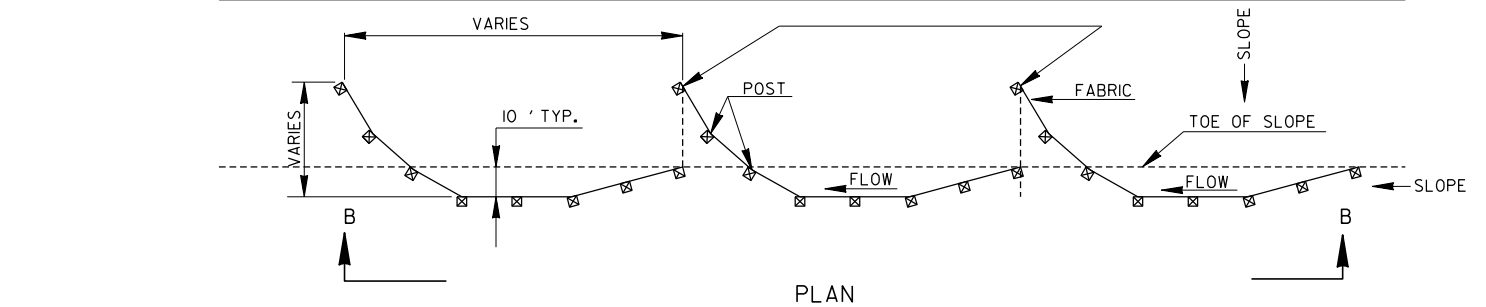 VARIES
SLOPE
POST
FABRIC
VARIES
10 ' TYP.
TOE OF SLOPE
FLOW
FLOW
SLOPE
B
B
PLAN